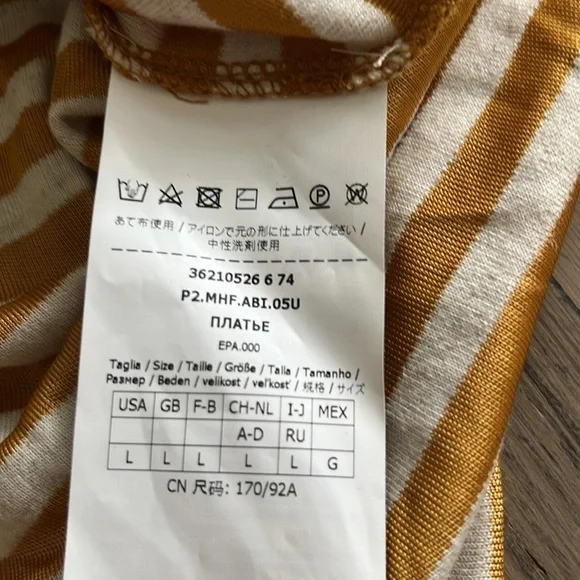 P
W
あて布使用 / アイロンで元の形に仕上げてください /
中性洗剤使用
36210526 6 74
P2.MHF.ABI.05U
ПЛАТЬЕ
EPA.000
Taglia / Size / Taille / Größe / Talla / Tamanho /
Размер / Beden / velikost / veľkosť / 規格 / サイズ
USA GB F-B CH-NL I-J MEX
A-D RU
L L L L L G
CN 尺码: 170/92A